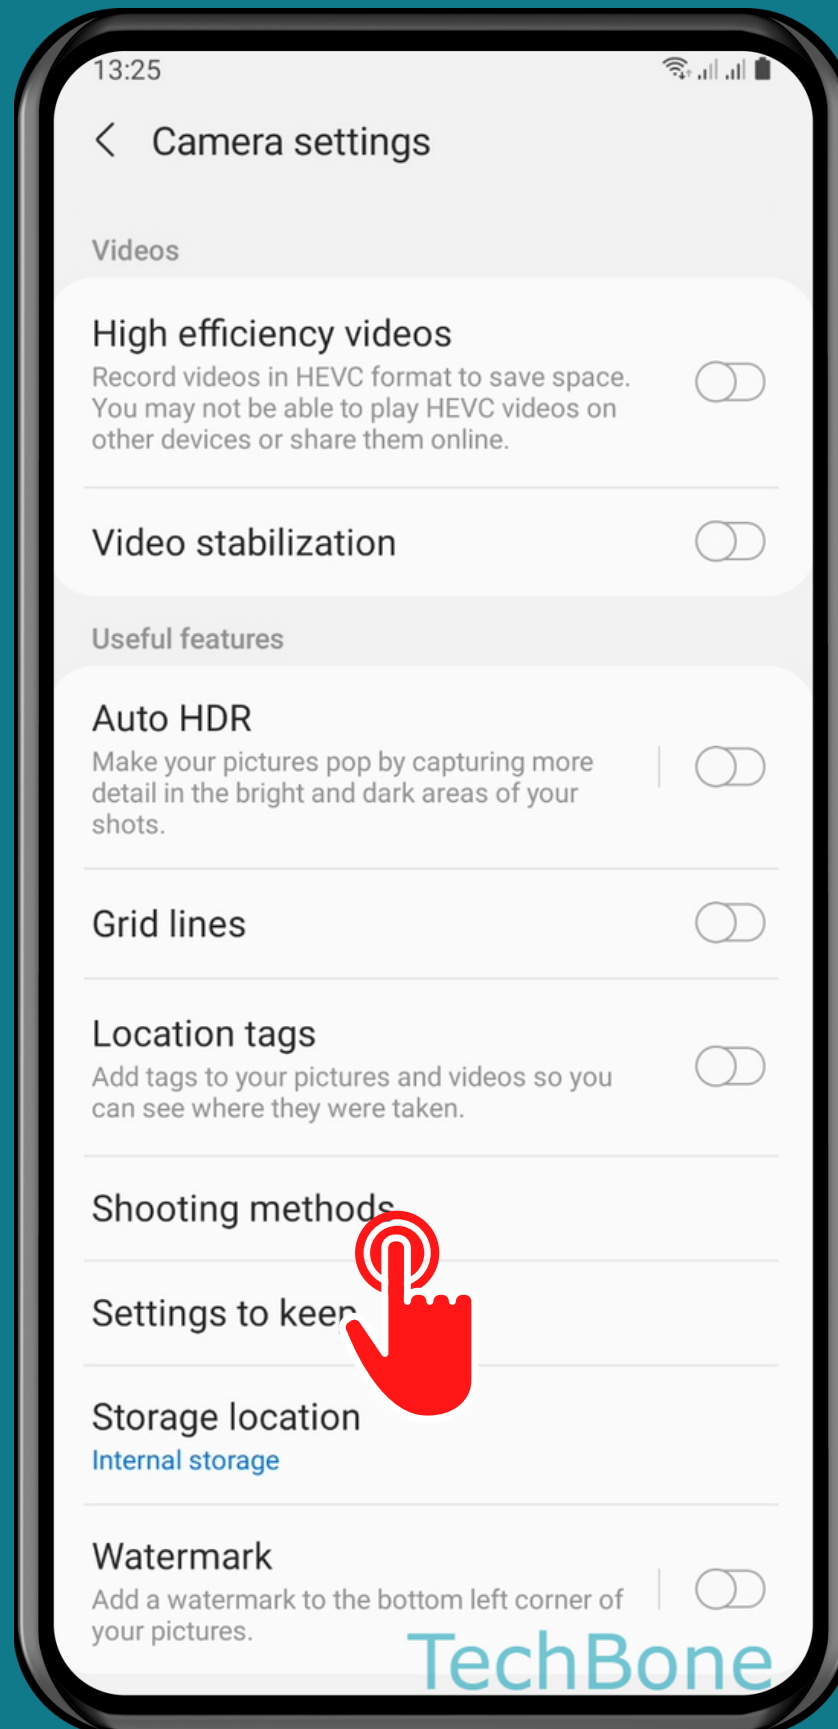 13:25
Camera settings
Videos
High efficiency videos
Record videos in HEVC format to save space.
You may not be able to play HEVC videos on
other devices or share them online.
Video stabilization
Useful features
Auto HDR
Make your pictures pop by capturing more
detail in the bright and dark areas of your
shots.
Grid lines
Location tags
Add tags to your pictures and videos so you
can see where they were taken.
Shooting methods
Settings to keep
Storage location
Internal storage
Watermark
Add a watermark to the bottom left corner of
your pictures.
TechBone